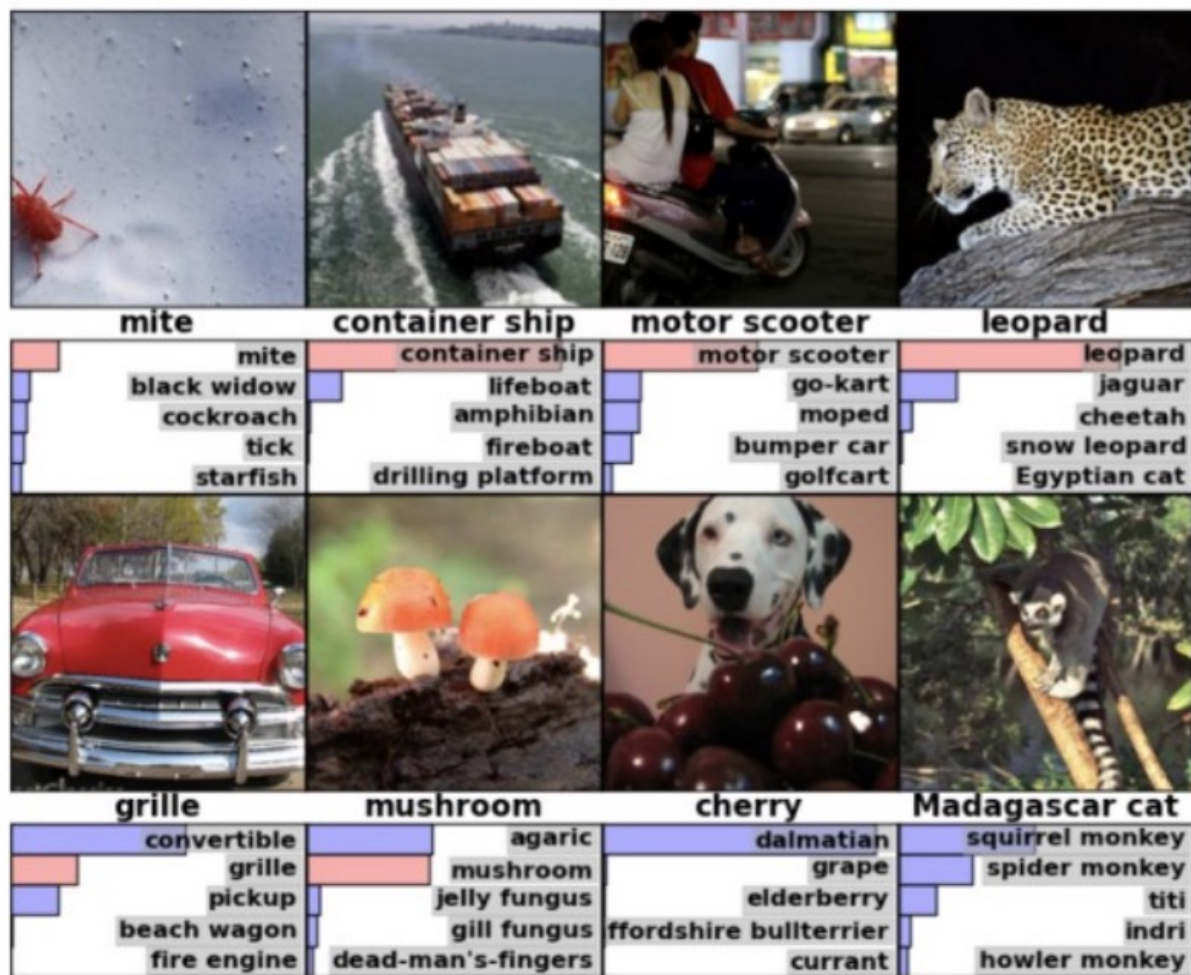 mite
container ship
motor scooter
leopard
mite
black widow
cockroach
tick
starfish
container ship
lifeboat
amphibian
fireboat
drilling platform
motor scooter
go-kart
moped
bumper car
golfcart
leopard
jaguar
cheetah
snow leopard
Egyptian cat
grille
mushroom
cherry
Madagascar cat
convertible
grille
pickup
beach wagon
fire engine
agaric
mushroom
jelly fungus
gill fungus
dead-man's-fingers
dalmatian
grape
elderberry
ffordshire bullterrier
currant
squirrel monkey
spider monkey
titi
indri
howler monkey